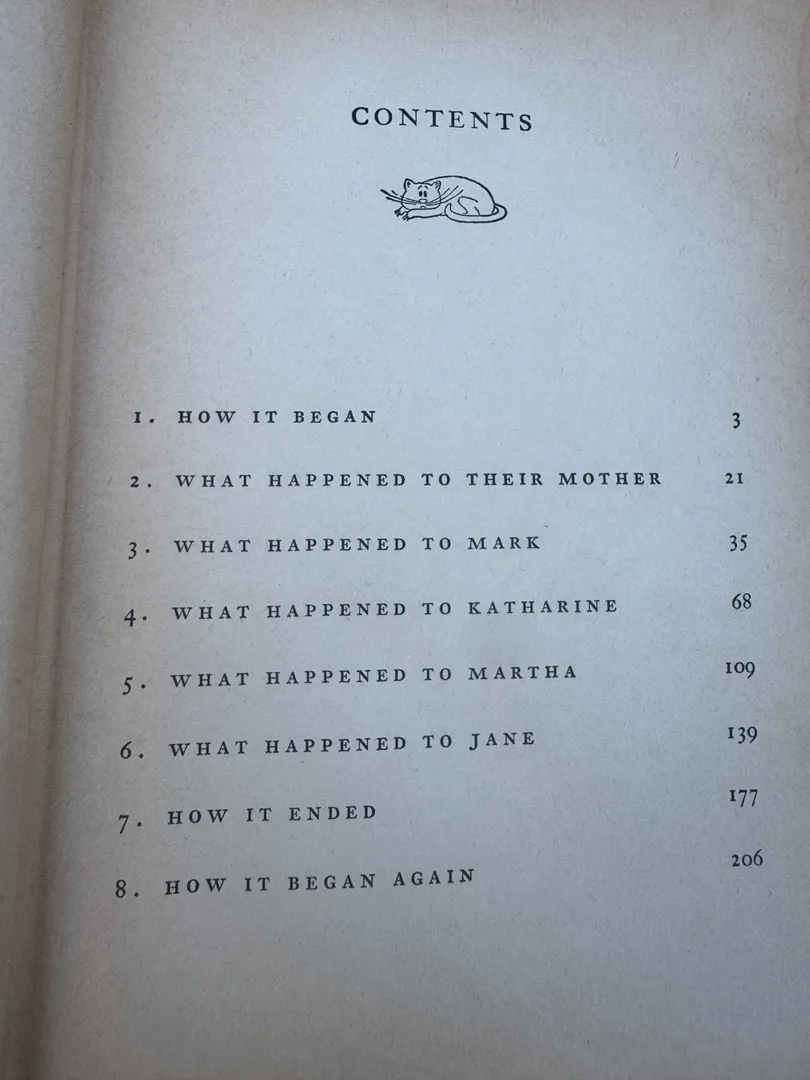 CONTENTS
1. HOW IT BEGAN 3
2. WHAT HAPPENED TO THEIR MOTHER 21
3. WHAT HAPPENED TO MARK 35
4. WHAT HAPPENED TO KATHARINE 68
5. WHAT HAPPENED TO MARTHA 109
6. WHAT HAPPENED TO JANE 139
7. HOW IT ENDED 177
8. HOW IT BEGAN AGAIN 206